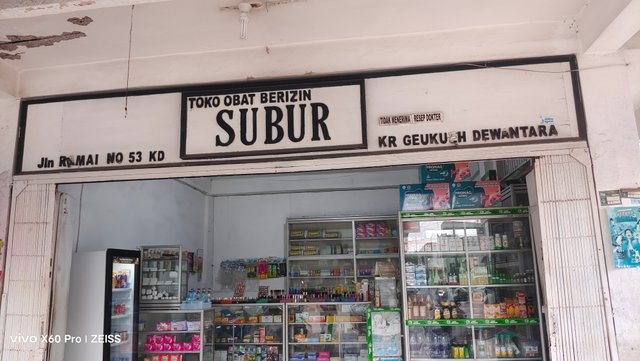 TOKO OBAT BERIZIN
SUBUR
Jln RAMAI NO 53 KD
TIDAK MENERIMA RESEP DOKTER
KR GEUKUEH DEWANTARA
vivo X60 Pro | ZEISS